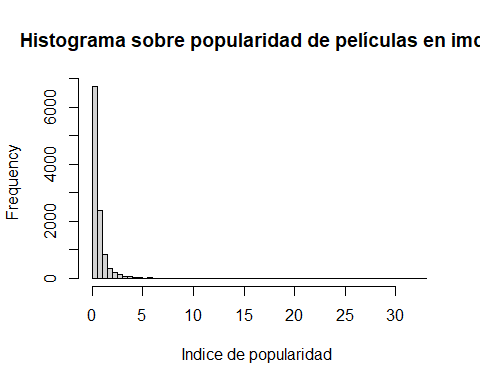 Histograma sobre popularidad de películas en imd
Frequency
6000
4000
2000
0
0 5 10 15 20 25 30
Indice de popularidad